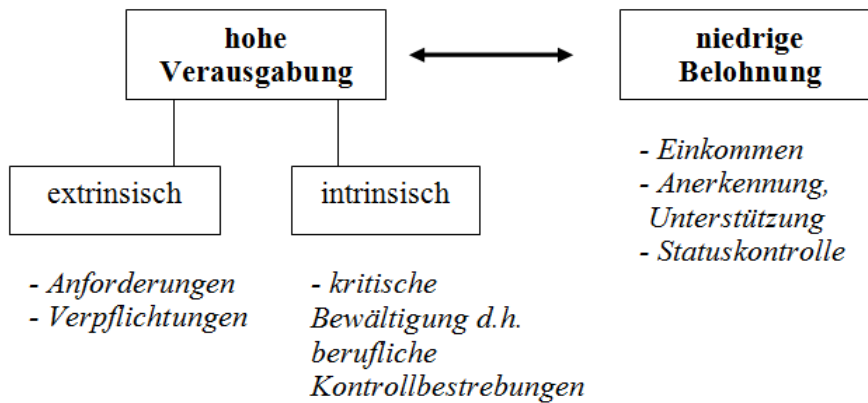 hohe
Verausgabung
niedrige
Belohnung
extrinsisch
intrinsisch
- Anforderungen
- Verpflichtungen
- kritische
Bewältigung d.h.
berufliche
Kontrollbestrebungen
- Einkommen
- Anerkennung,
Unterstützung
- Statuskontrolle